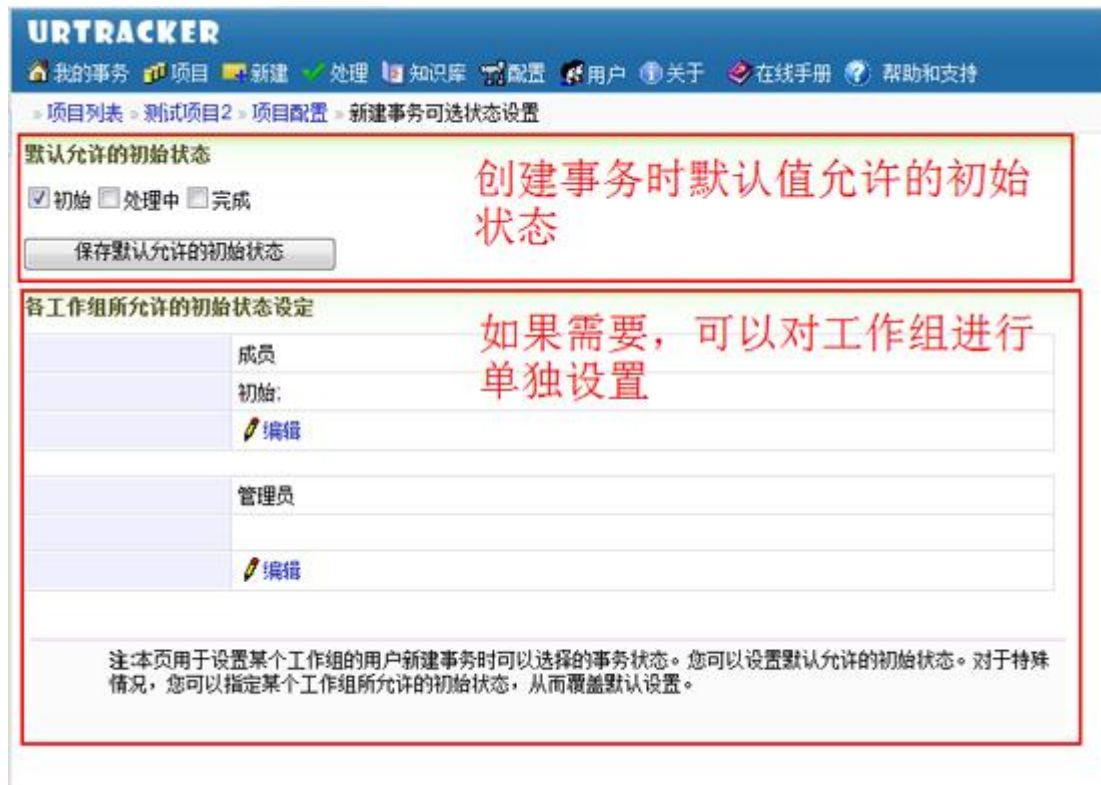 URTRACKER
我的事务 项目 新建 处理 知识库 配置 用户 关于 在线手册 帮助和支持
» 项目列表 » 测试项目2 » 项目配置 » 新建事务可选状态设置
默认允许的初始状态
初始 处理中 完成
保存默认允许的初始状态
创建事务时默认值允许的初始
状态
各工作组所允许的初始状态设定
如果需要，可以对工作组进行
单独设置
成员
初始;
编辑
管理员
编辑
注:本页用于设置某个工作组的用户新建事务时可以选择的事务状态。您可以设置默认允许的初始状态。对于特殊
情况，您可以指定某个工作组所允许的初始状态，从而覆盖默认设置。